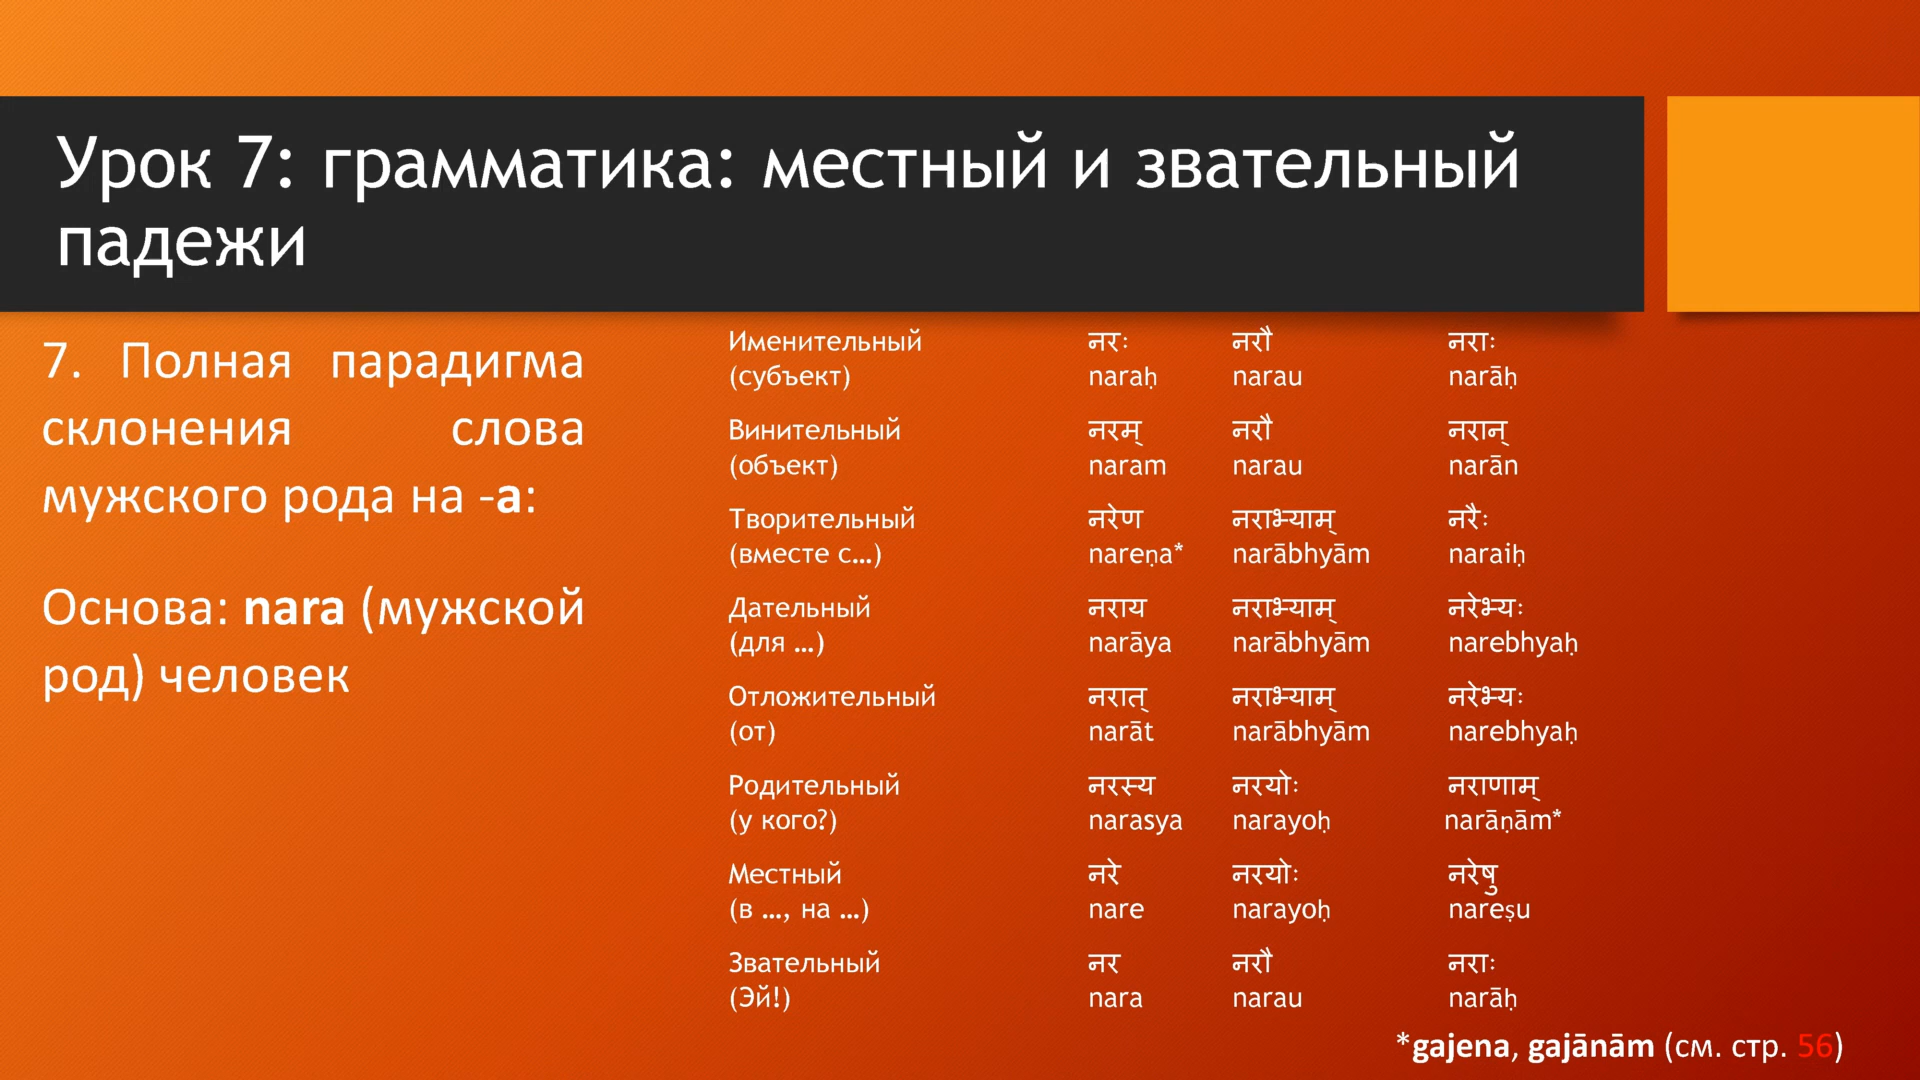 Урок 7: грамматика: местный и звательный
падежи
7. Полная парадигма
склонения слова
мужского рода на -a:
Основа: nara (мужской
род) человек
Именительный नरः नरौ नराः
(субъект) naraḥ narau narāḥ
Винительный नरम् नरौ नरान्
(объект) naram narau narān
Творительный नरेण नराभ्याम् नरैः
(вместе с…) nareṇa* narābhyām naraiḥ
Дательный नराय नराभ्याम् नरेभ्यः
(для …) narāya narābhyām narebhyaḥ
Отложительный नरात् नराभ्याम् नरेभ्यः
(от) narāt narābhyām narebhyaḥ
Родительный नरस्य नरयोः नराणाम्
(у кого?) narasya narayoḥ narāṇām*
Местный नरे नरयोः नरेषु
(в …, на …) nare narayoḥ nareṣu
Звательный नर नरौ नराः
(Эй!) nara narau narāḥ
*gajena, gajānām (см. стр. 56)